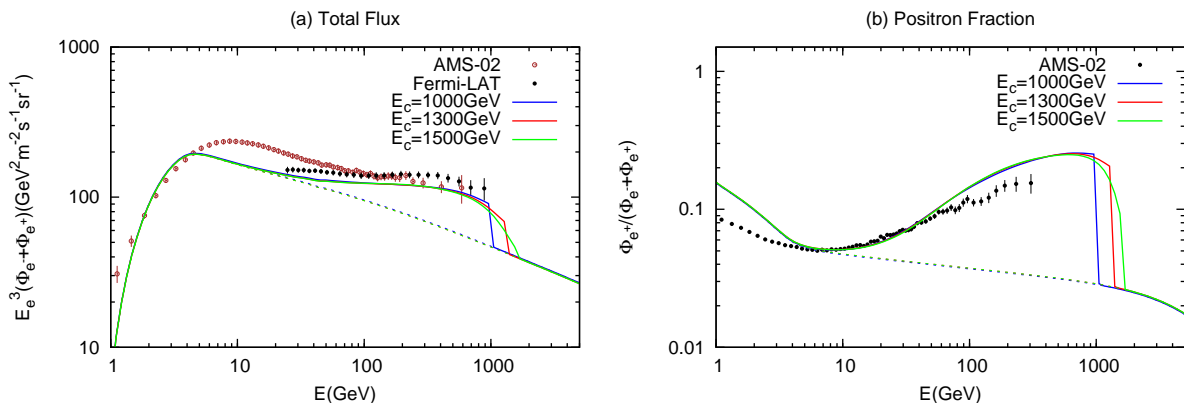 (a) Total Flux
E_e^3(Φ_e-+Φ_e+)(GeV^2m^-2s^-1sr^-1)
1000
100
10
AMS-02
Fermi-LAT
E_c=1000GeV
E_c=1300GeV
E_c=1500GeV
1 10 100 1000
E(GeV)
(b) Positron Fraction
Φ_e+/(Φ_e-+Φ_e+)
1
0.1
0.01
AMS-02
E_c=1000GeV
E_c=1300GeV
E_c=1500GeV
1 10 100 1000
E(GeV)